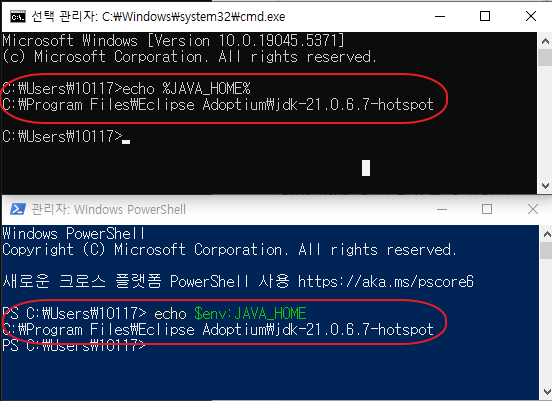 선택 관리자: C:₩Windows₩system32₩cmd.exe
Microsoft Windows [Version 10.0.19045.5371]
(c) Microsoft Corporation. All rights reserved.
C:₩Users₩10117>echo %JAVA_HOME%
C:₩Program Files₩Eclipse Adoptium₩jdk-21.0.6.7-hotspot
C:₩Users₩10117>
관리자: Windows PowerShell
Windows PowerShell
Copyright (C) Microsoft Corporation. All rights reserved.
새로운 크로스 플랫폼 PowerShell 사용 https://aka.ms/pscore6
PS C:₩Users₩10117> echo $env:JAVA_HOME
C:₩Program Files₩Eclipse Adoptium₩jdk-21.0.6.7-hotspot
PS C:₩Users₩10117>